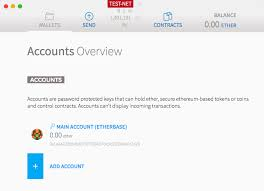 TEST-NET
WALLETS SEND CONTRACTS
BALANCE
0.00 ETHER
Accounts Overview
ACCOUNTS
Accounts are password protected keys that can hold ether, secure ethereum-based tokens or coins
and control contracts. Accounts can't display incoming transactions.
MAIN ACCOUNT (ETHERBASE)
0.00 ETHER
ADD ACCOUNT